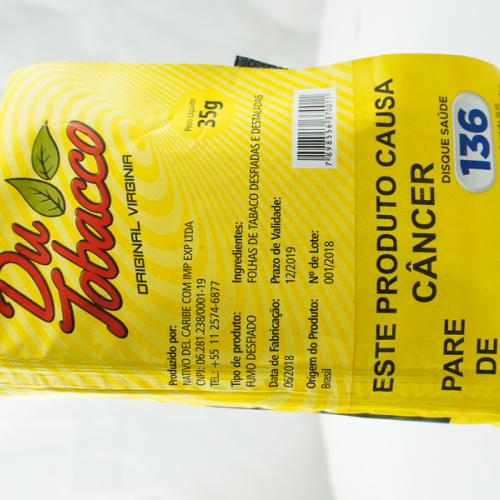 Du
Tobacco
ORIGINAL VIRGINIA
Peso Líquido
35g
Produzido por:
NATIVO DEL CARIBE COM IMP EXP LTDA
CNPJ: 06.281.238/0001-19
TEL.: +55 11 2574-6877
Tipo de produto:
FUMO DESFIADO
Data de Fabricação:
06/2018
Origem do Produto:
Brasil
Ingredientes:
FOLHAS DE TABACO DESFIADAS E DESTALADAS
Prazo de Validade:
12/2019
Nº de Lote:
001/2018
7 898556 370011
ESTE PRODUTO CAUSA
CÂNCER
PARE
DE
DISQUE SAÚDE
136